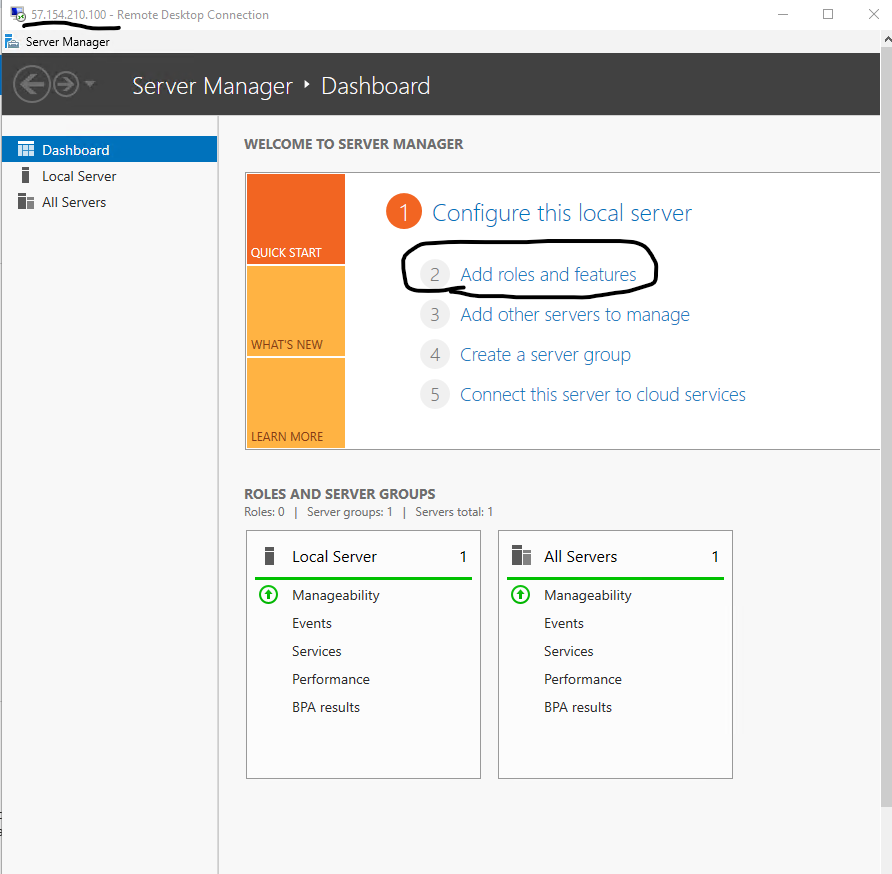 57.154.210.100 - Remote Desktop Connection
Server Manager
Server Manager Dashboard
Dashboard
Local Server
All Servers
WELCOME TO SERVER MANAGER
QUICK START
WHAT'S NEW
LEARN MORE
1 Configure this local server
2 Add roles and features
3 Add other servers to manage
4 Create a server group
5 Connect this server to cloud services
ROLES AND SERVER GROUPS
Roles: 0 | Server groups: 1 | Servers total: 1
Local Server 1
Manageability
Events
Services
Performance
BPA results
All Servers 1
Manageability
Events
Services
Performance
BPA results